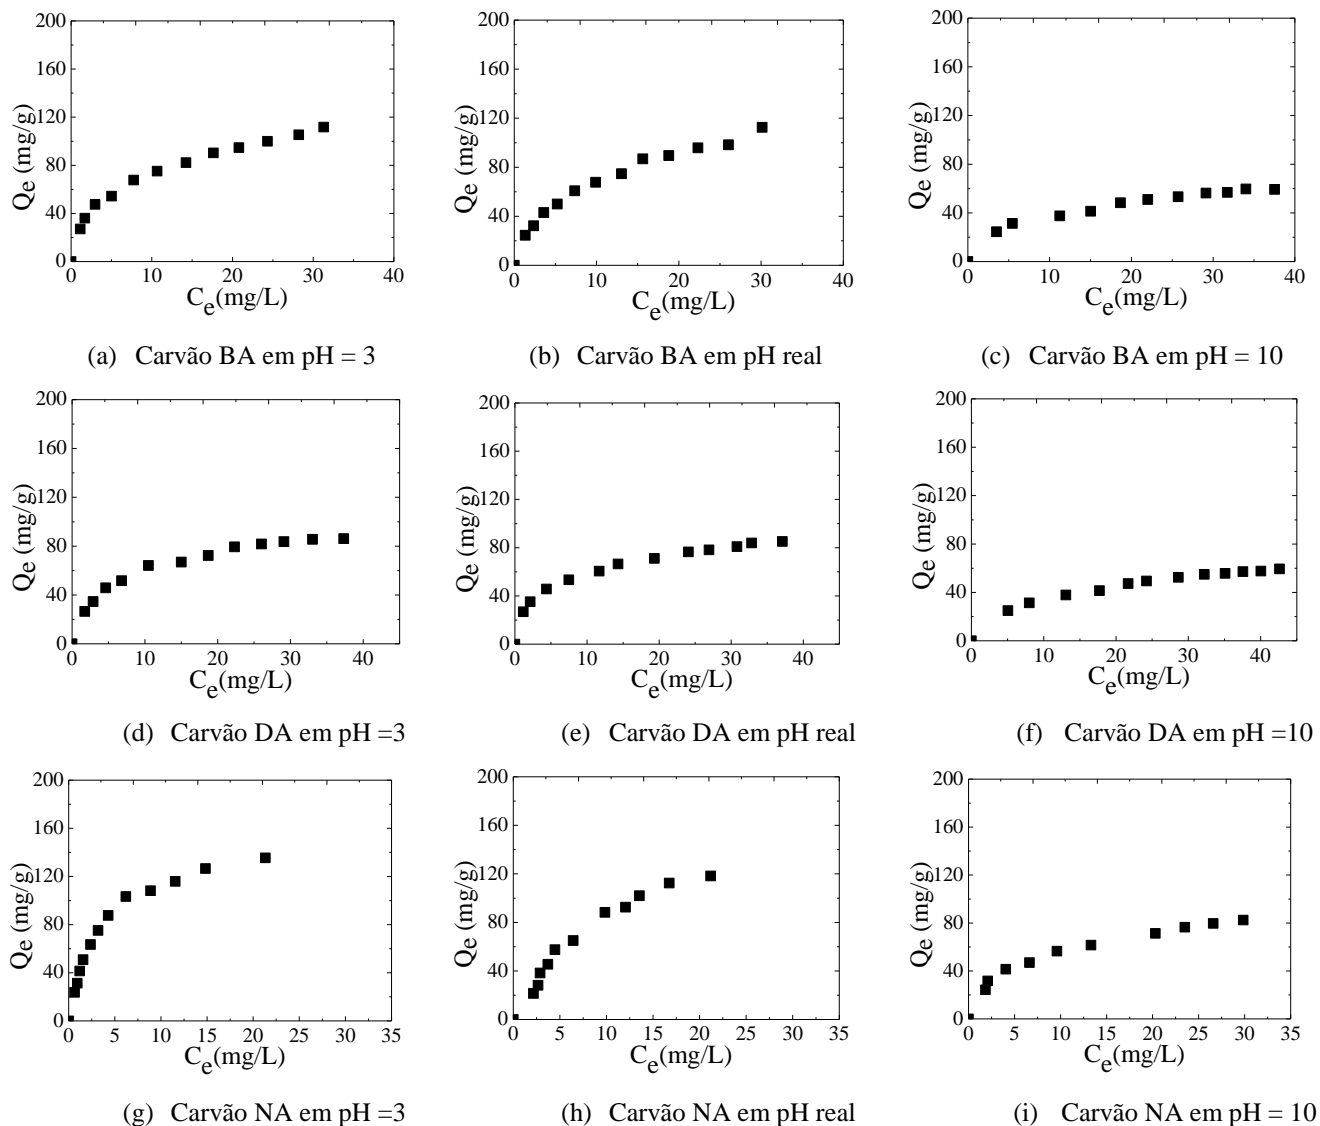 200
160
120
80
40
0
Qe (mg/g)
0 10 20 30 40
Ce(mg/L)
200
160
120
80
40
0
Qe (mg/g)
0 10 20 30 40
Ce(mg/L)
200
160
120
80
40
0
Qe (mg/g)
0 10 20 30 40
Ce(mg/L)
(a) Carvão BA em pH = 3
(b) Carvão BA em pH real
(c) Carvão BA em pH = 10
200
160
120
80
40
0
Qe (mg/g)
0 10 20 30 40
Ce(mg/L)
200
160
120
80
40
0
Qe (mg/g)
0 10 20 30 40
Ce(mg/L)
200
160
120
80
40
0
Qe (mg/g)
0 10 20 30 40
Ce(mg/L)
(d) Carvão DA em pH =3
(e) Carvão DA em pH real
(f) Carvão DA em pH =10
200
160
120
80
40
0
Qe (mg/g)
0 5 10 15 20 25 30 35
Ce(mg/L)
200
160
120
80
40
0
Qe (mg/g)
0 5 10 15 20 25 30 35
Ce(mg/L)
200
160
120
80
40
0
Qe (mg/g)
0 5 10 15 20 25 30 35
Ce(mg/L)
(g) Carvão NA em pH =3
(h) Carvão NA em pH real
(i) Carvão NA em pH = 10